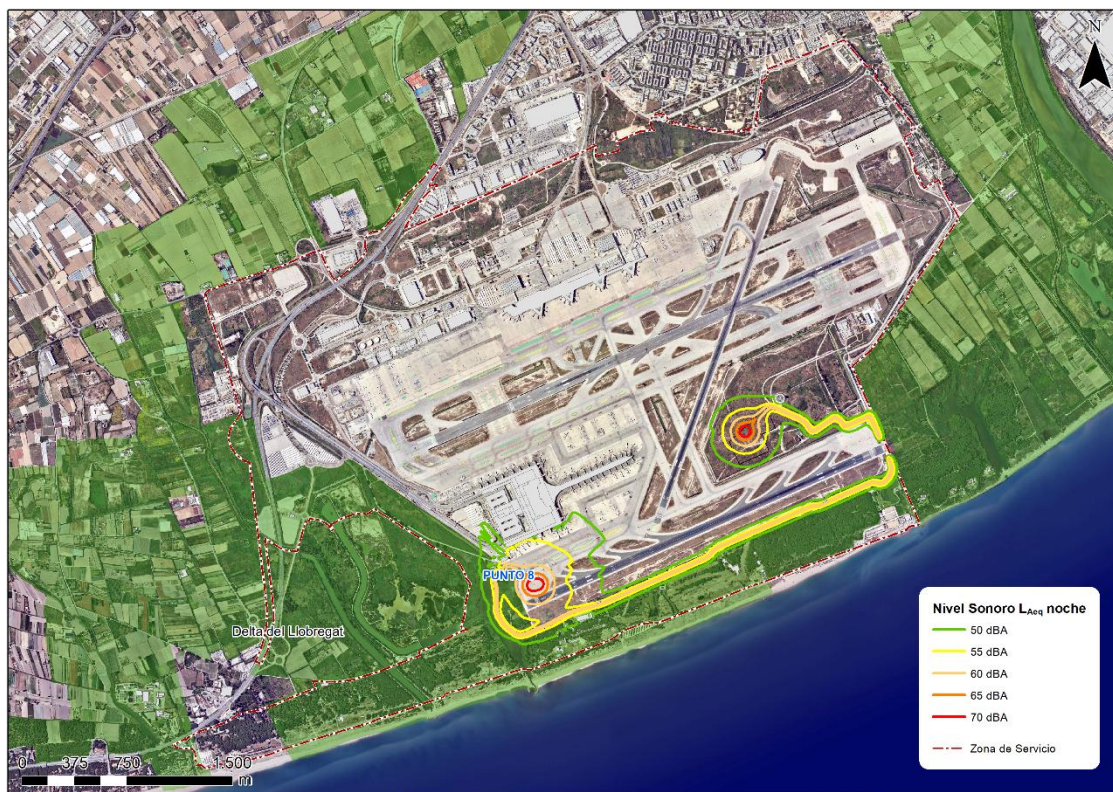 N
PUNTO 8
Delta del Llobregat
Nivel Sonoro LAeq noche
50 dBA
55 dBA
60 dBA
65 dBA
70 dBA
Zona de Servicio
0 375 750 1.500
m